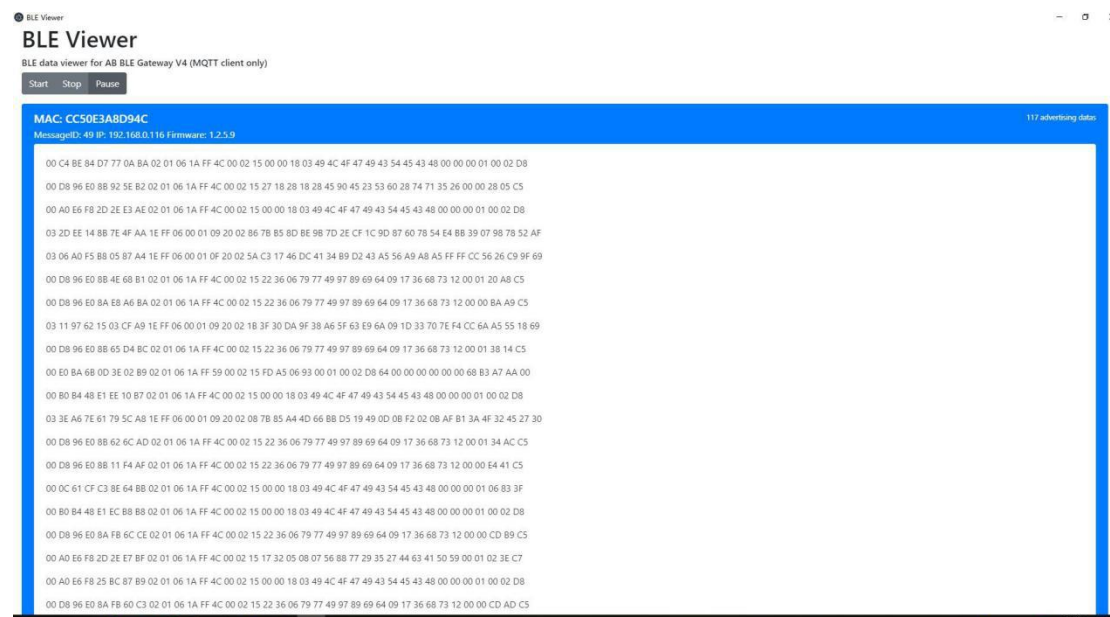 BLE Viewer
BLE Viewer
BLE data viewer for AB BLE Gateway V4 (MQTT client only)
Start Stop Pause
MAC: CC50E3A8D94C
117 advertising datas
MessageID: 49 IP: 192.168.0.116 Firmware: 1.2.5.9
00 C4 BE 84 D7 77 0A BA 02 01 06 1A FF 4C 00 02 15 00 00 18 03 49 4C 4F 47 49 43 54 45 43 48 00 00 00 01 00 02 D8
00 D8 96 E0 8B 92 5E B2 02 01 06 1A FF 4C 00 02 15 27 18 28 18 28 45 90 45 23 53 60 28 74 71 35 26 00 00 28 05 C5
00 A0 E6 F8 2D 2E E3 AE 02 01 06 1A FF 4C 00 02 15 00 00 18 03 49 4C 4F 47 49 43 54 45 43 48 00 00 00 01 00 02 D8
03 2D EE 14 8B 7E 4F AA 1E FF 06 00 01 09 20 02 86 7B B5 8D BE 9B 7D 2E CF 1C 9D 87 60 78 54 E4 BB 39 07 98 78 52 AF
03 06 A0 F5 B8 05 87 A4 1E FF 06 00 01 0F 20 02 5A C3 17 46 DC 41 34 B9 D2 43 A5 56 A9 A8 A5 FF FF CC 56 26 C9 9F 69
00 D8 96 E0 8B 4E 68 B1 02 01 06 1A FF 4C 00 02 15 22 36 06 79 77 49 97 89 69 64 09 17 36 68 73 12 00 01 20 A8 C5
00 D8 96 E0 8A E8 A6 BA 02 01 06 1A FF 4C 00 02 15 22 36 06 79 77 49 97 89 69 64 09 17 36 68 73 12 00 00 BA A9 C5
03 11 97 62 15 03 CF A9 1E FF 06 00 01 09 20 02 1B 3F 30 DA 9F 38 A6 5F 63 E9 6A 09 1D 33 70 7E F4 CC 6A A5 55 18 69
00 D8 96 E0 8B 65 D4 BC 02 01 06 1A FF 4C 00 02 15 22 36 06 79 77 49 97 89 69 64 09 17 36 68 73 12 00 01 38 14 C5
00 E0 BA 6B 0D 3E 02 B9 02 01 06 1A FF 59 00 02 15 FD A5 06 93 00 01 00 02 D8 64 00 00 00 00 00 00 68 B3 A7 AA 00
00 B0 B4 48 E1 EE 10 B7 02 01 06 1A FF 4C 00 02 15 00 00 18 03 49 4C 4F 47 49 43 54 45 43 48 00 00 00 01 00 02 D8
03 3E A6 7E 61 79 5C A8 1E FF 06 00 01 09 20 02 08 7B 85 A4 4D 66 BB D5 19 49 0D 0B F2 02 0B AF B1 3A 4F 32 45 27 30
00 D8 96 E0 8B 62 6C AD 02 01 06 1A FF 4C 00 02 15 22 36 06 79 77 49 97 89 69 64 09 17 36 68 73 12 00 01 34 AC C5
00 D8 96 E0 8B 11 F4 AF 02 01 06 1A FF 4C 00 02 15 22 36 06 79 77 49 97 89 69 64 09 17 36 68 73 12 00 00 E4 41 C5
00 0C 61 CF C3 8E 64 BB 02 01 06 1A FF 4C 00 02 15 00 00 18 03 49 4C 4F 47 49 43 54 45 43 48 00 00 00 01 06 83 3F
00 B0 B4 48 E1 EC B8 B8 02 01 06 1A FF 4C 00 02 15 00 00 18 03 49 4C 4F 47 49 43 54 45 43 48 00 00 00 01 00 02 D8
00 D8 96 E0 8A FB 6C CE 02 01 06 1A FF 4C 00 02 15 22 36 06 79 77 49 97 89 69 64 09 17 36 68 73 12 00 00 CD B9 C5
00 A0 E6 F8 2D 2E E7 BF 02 01 06 1A FF 4C 00 02 15 17 32 05 08 07 56 88 77 29 35 27 44 63 41 50 59 00 01 02 3E C7
00 A0 E6 F8 25 BC 87 B9 02 01 06 1A FF 4C 00 02 15 00 00 18 03 49 4C 4F 47 49 43 54 45 43 48 00 00 00 01 00 02 D8
00 D8 96 E0 8A FB 60 C3 02 01 06 1A FF 4C 00 02 15 22 36 06 79 77 49 97 89 69 64 09 17 36 68 73 12 00 00 CD AD C5